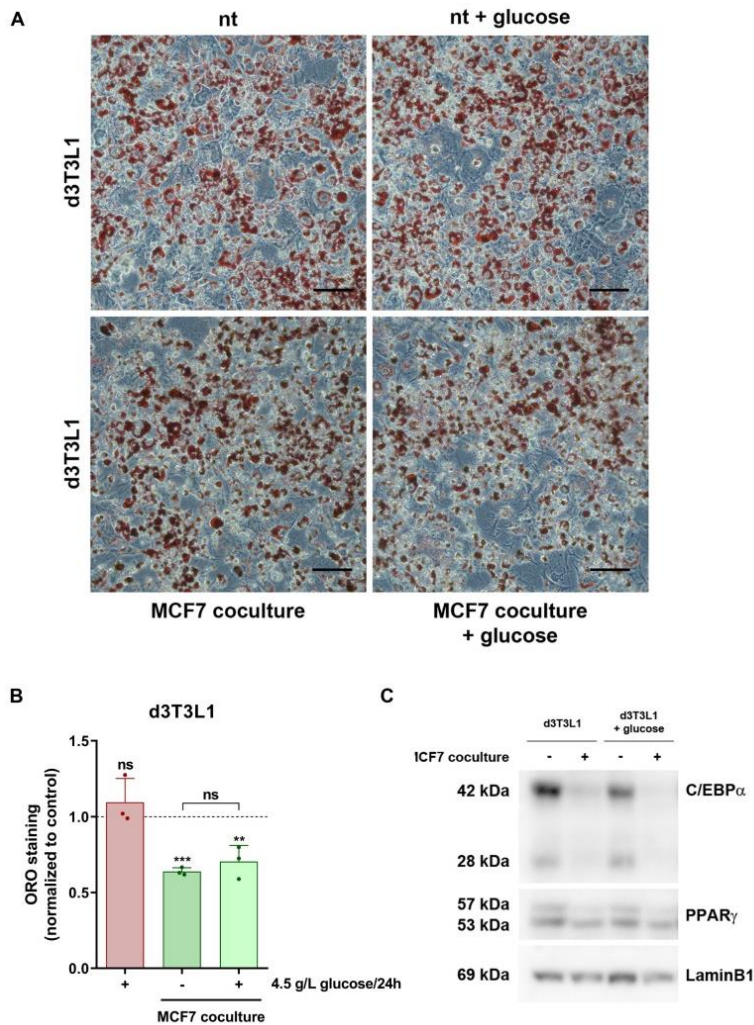 A
nt
nt + glucose
d3T3L1
d3T3L1
MCF7 coculture
MCF7 coculture
+ glucose
B
d3T3L1
ORO staining
(normalized to control)
1.5
1.0
0.5
0.0
ns
ns
***
**
+
-
+
4.5 g/L glucose/24h
MCF7 coculture
C
d3T3L1
d3T3L1
+ glucose
ICF7 coculture
-
+
-
+
42 kDa
C/EBPα
28 kDa
57 kDa
53 kDa
PPARγ
69 kDa
LaminB1